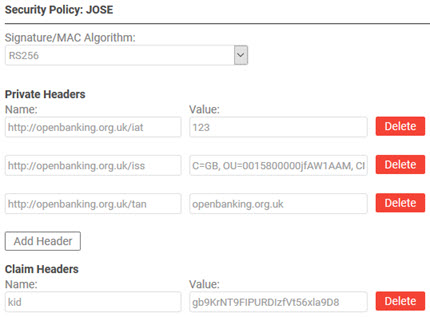 Security Policy: JOSE
Signature/MAC Algorithm:
RS256
Private Headers
Name: Value:
http://openbanking.org.uk/iat 123 Delete
http://openbanking.org.uk/iss C=GB, OU=0015800000jfAW1AAM, CI Delete
http://openbanking.org.uk/tan openbanking.org.uk Delete
Add Header
Claim Headers
Name: Value:
kid gb9KrNT9FIPURDIzfVt56xla9D8 Delete